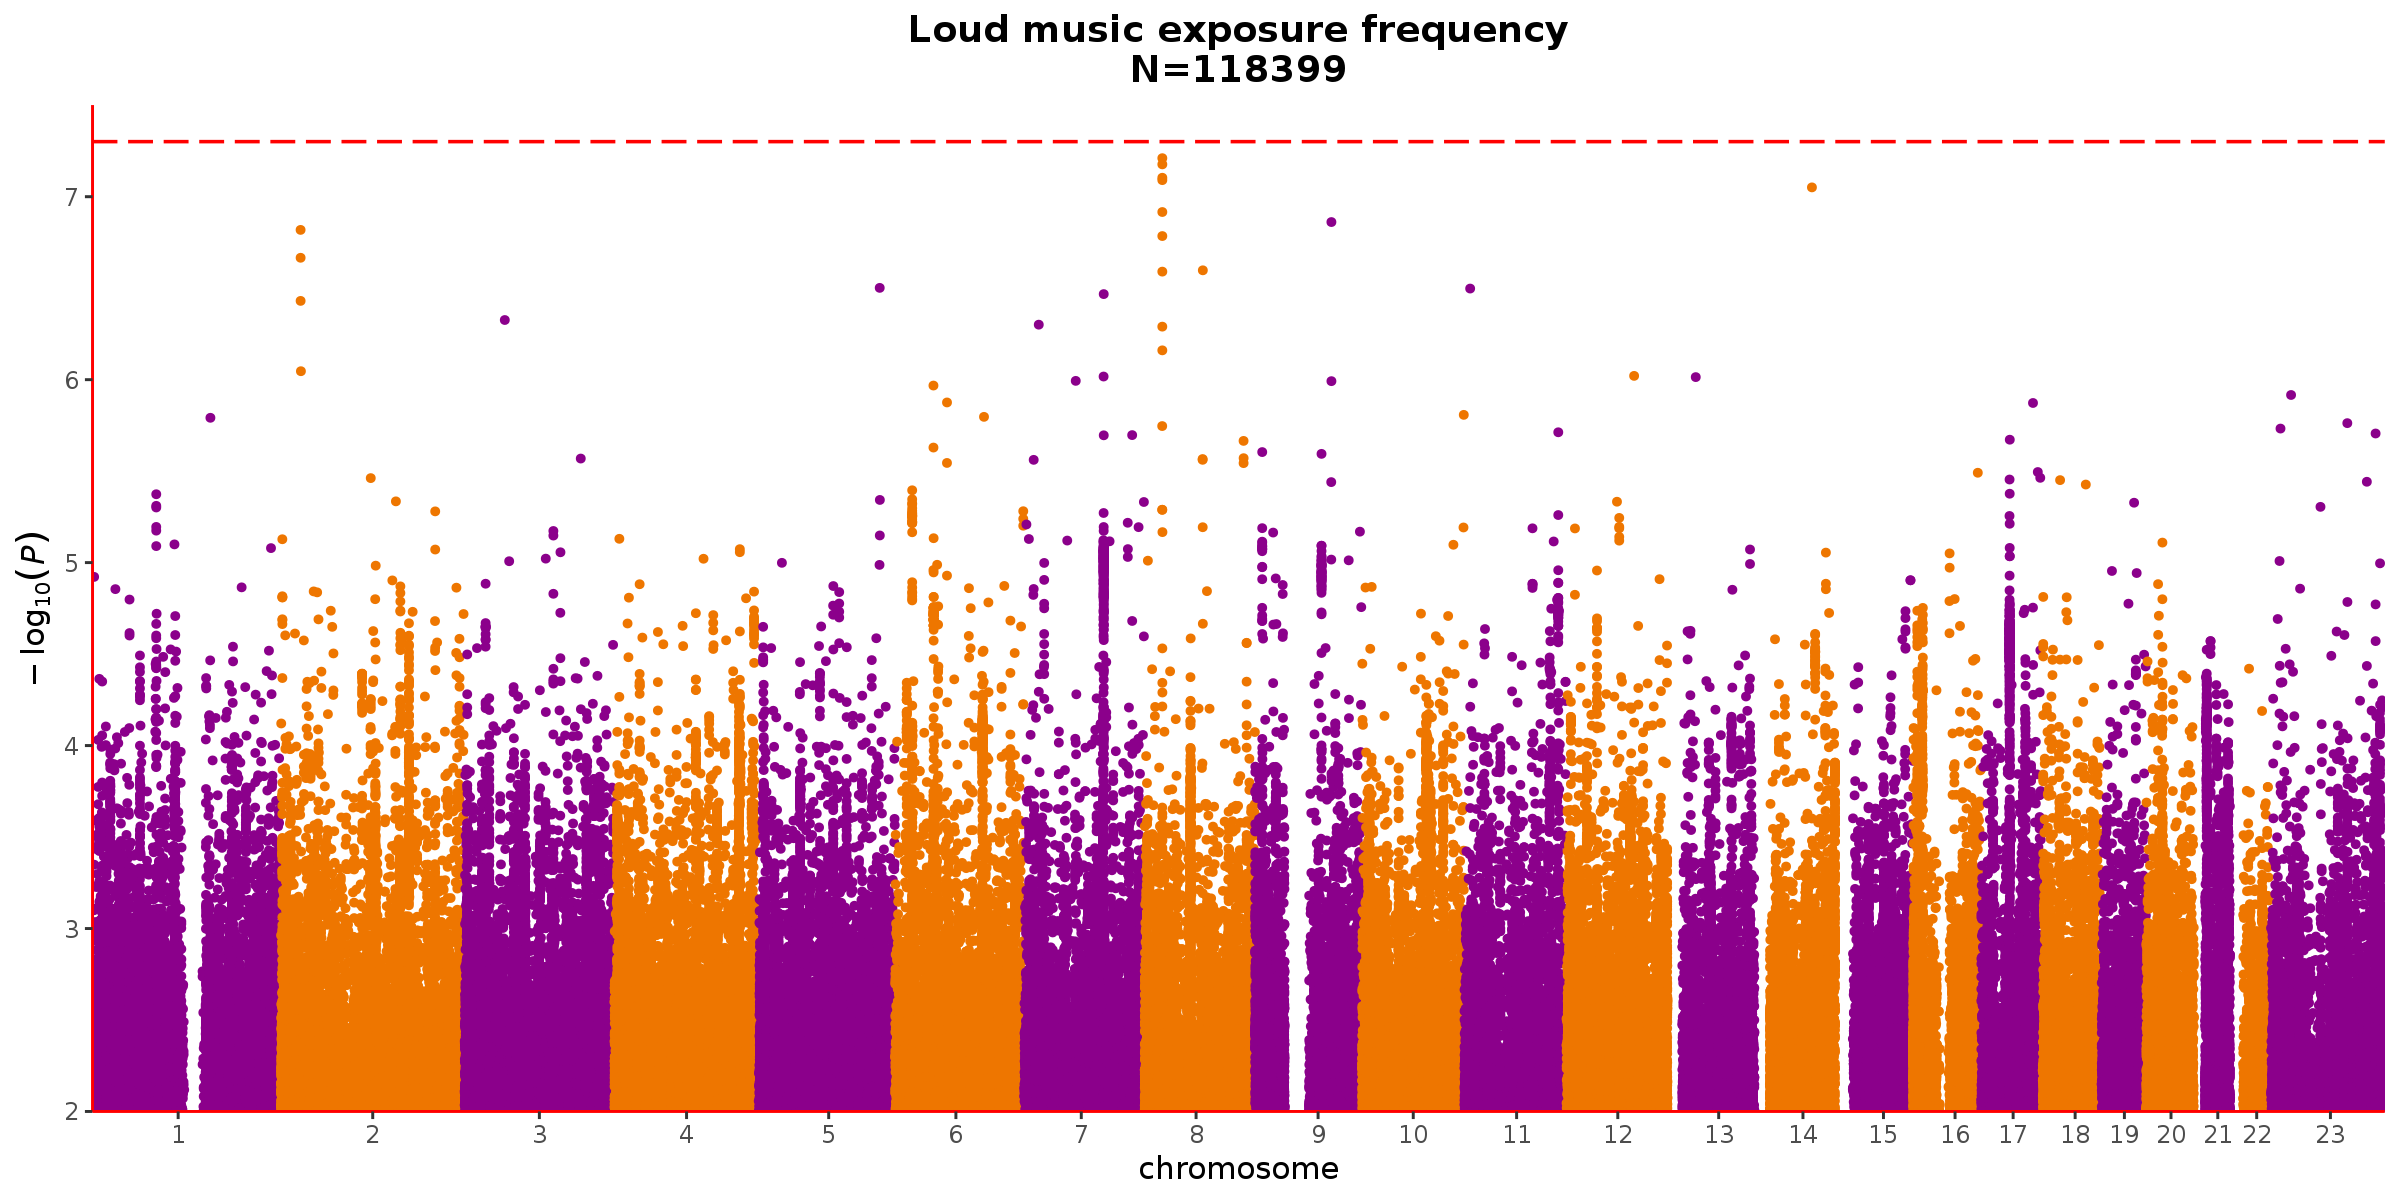 Loud music exposure frequency
N=118399
7
6
5
4
3
2
− log₁₀(P)
1 2 3 4 5 6 7 8 9 10 11 12 13 14 15 16 17 18 19 20 21 22 23
chromosome